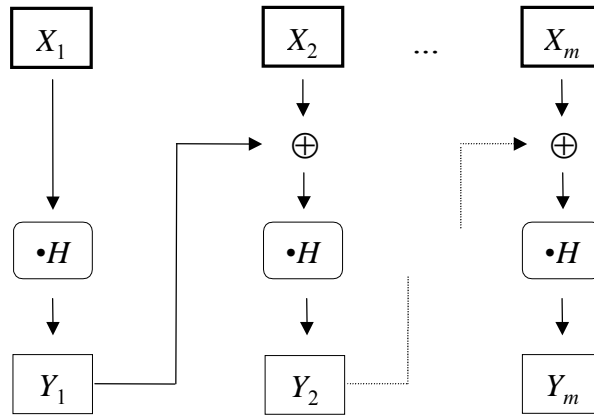 X₁ X₂ ... Xₘ
⊕ ⊕
•H •H •H
Y₁ Y₂ Yₘ